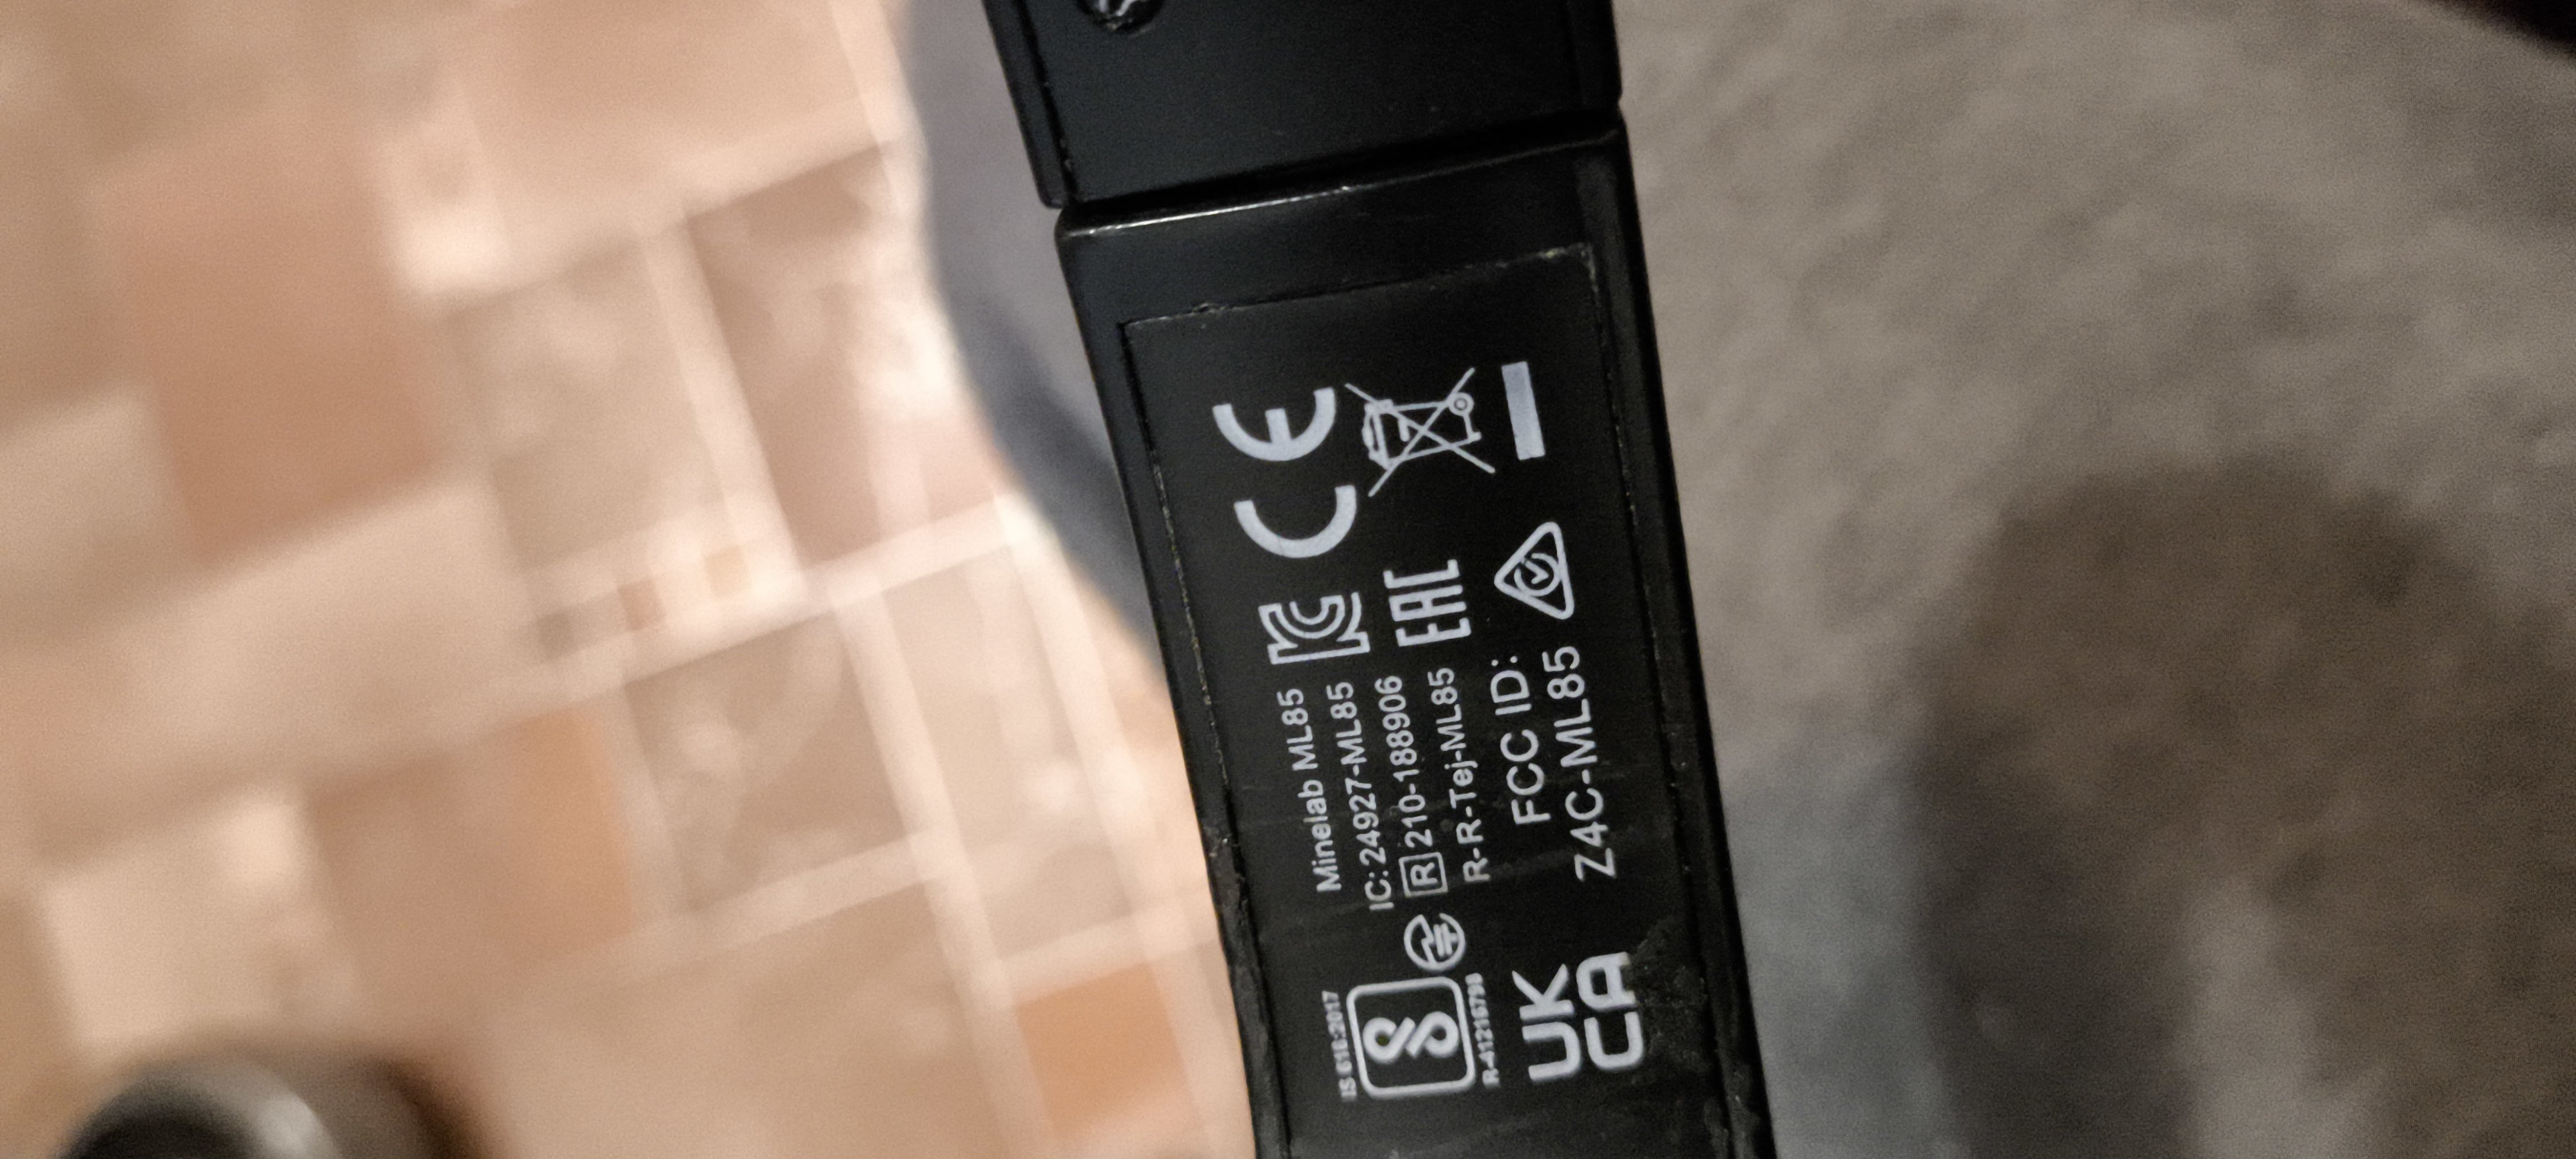 Minelab ML85
IC: 24927-ML85
R 210-188906
R-R-Tej-ML85
FCC ID:
Z4C-ML85
CE
EAC
IS 616:2017
R-41216798
UK
CA